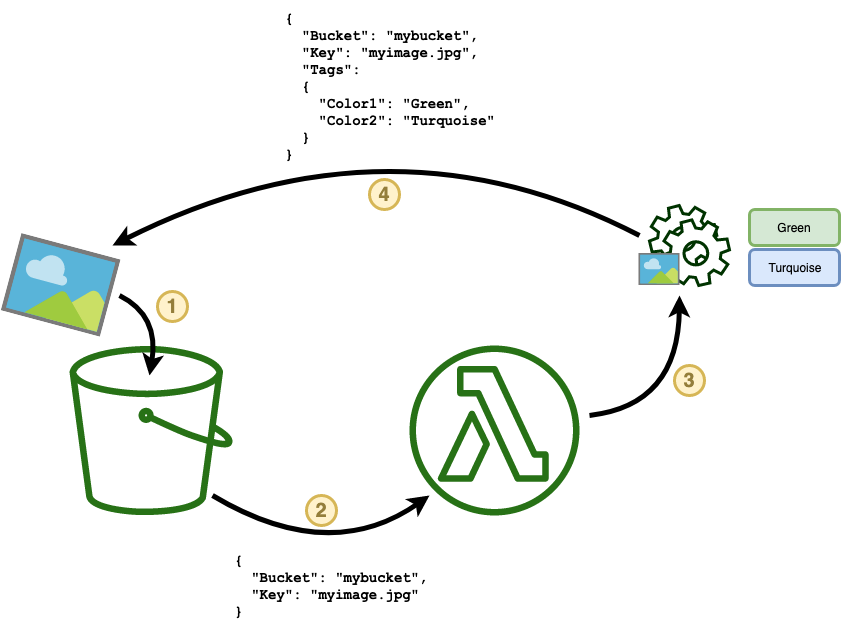 {
  "Bucket": "mybucket",
  "Key": "myimage.jpg",
  "Tags":
  {
    "Color1": "Green",
    "Color2": "Turquoise"
  }
}
4
Green
Turquoise
1
3
2
{
  "Bucket": "mybucket",
  "Key": "myimage.jpg"
}